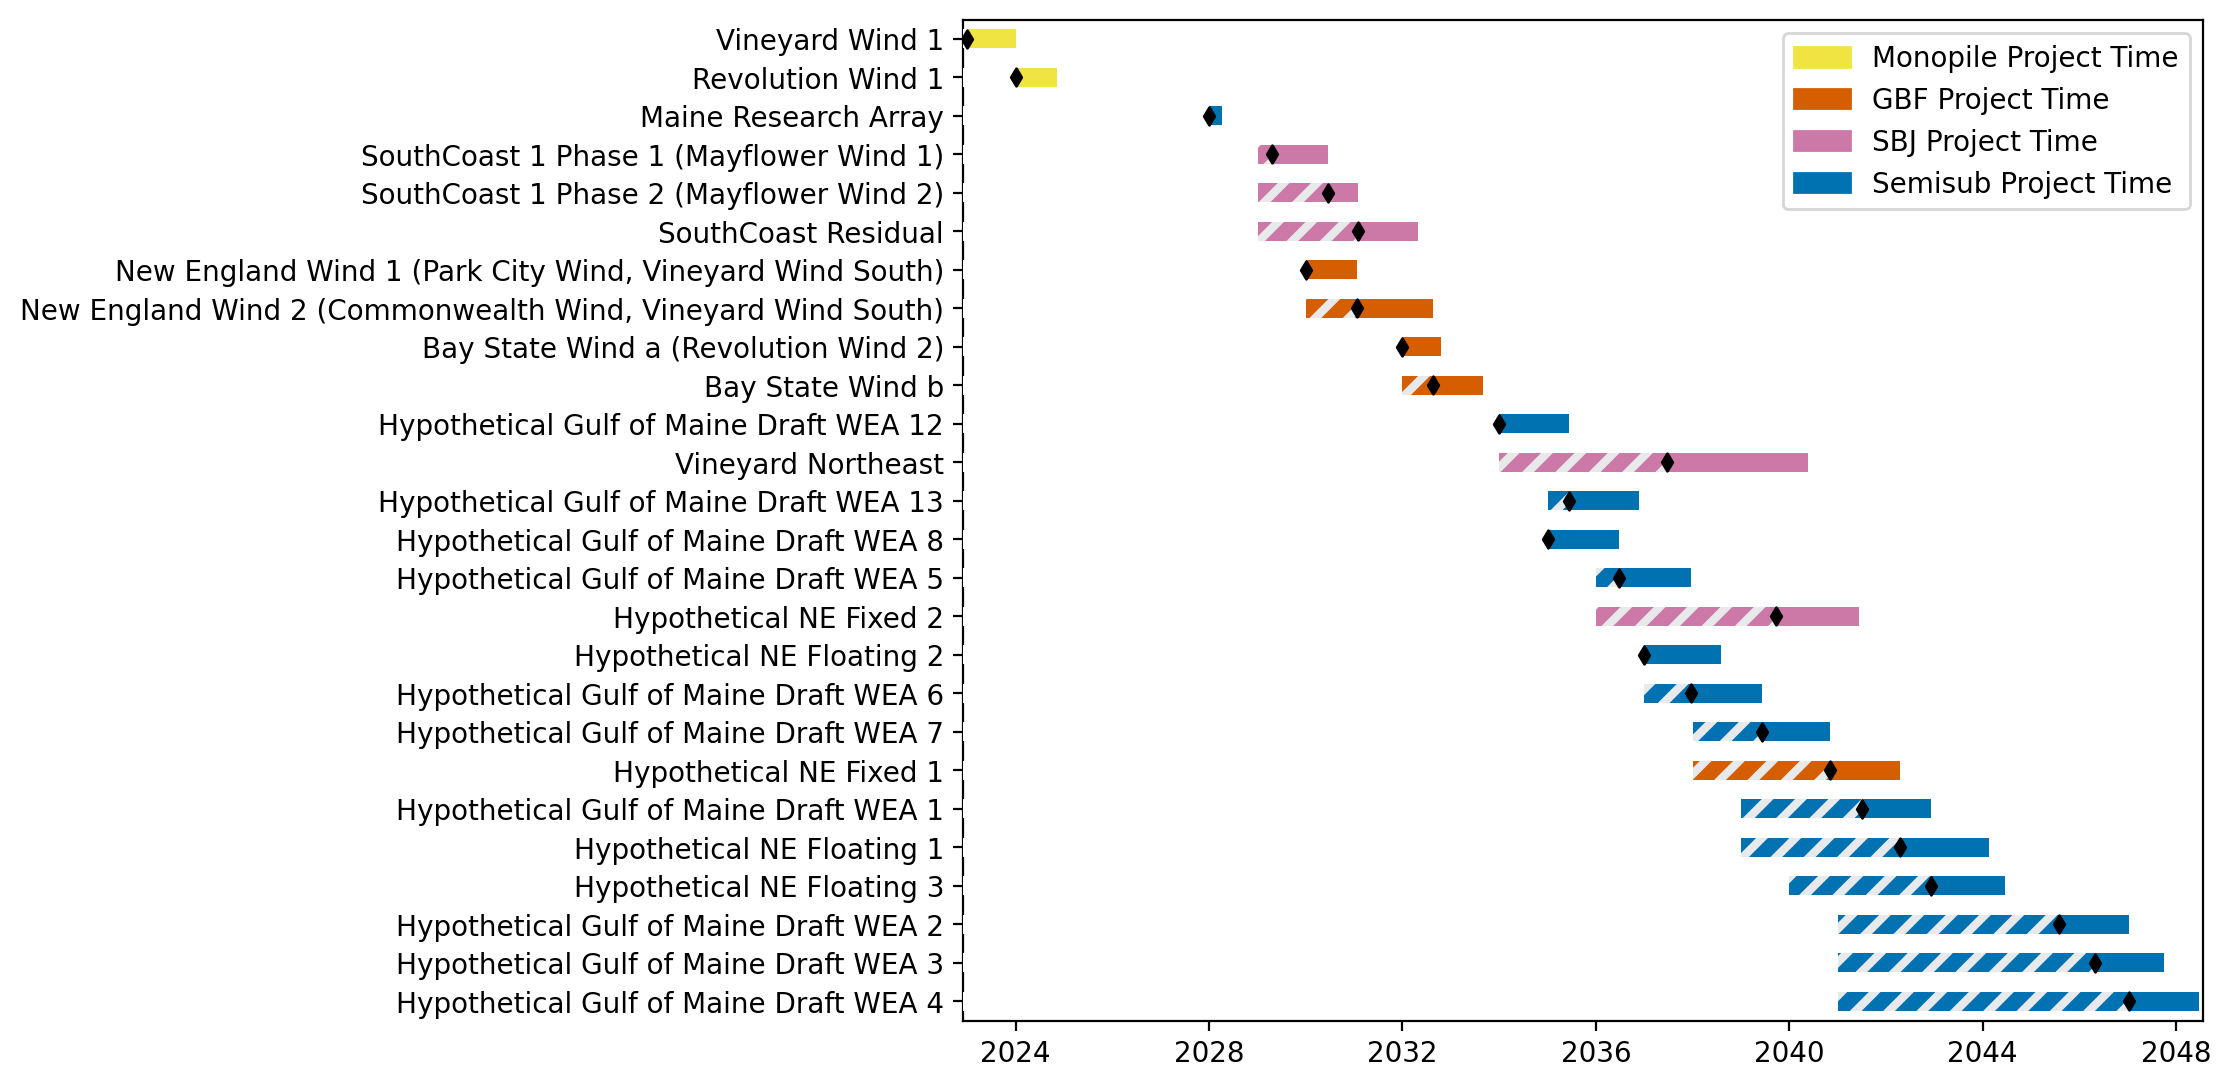 Vineyard Wind 1
Revolution Wind 1
Maine Research Array
SouthCoast 1 Phase 1 (Mayflower Wind 1)
SouthCoast 1 Phase 2 (Mayflower Wind 2)
SouthCoast Residual
New England Wind 1 (Park City Wind, Vineyard Wind South)
New England Wind 2 (Commonwealth Wind, Vineyard Wind South)
Bay State Wind a (Revolution Wind 2)
Bay State Wind b
Hypothetical Gulf of Maine Draft WEA 12
Vineyard Northeast
Hypothetical Gulf of Maine Draft WEA 13
Hypothetical Gulf of Maine Draft WEA 8
Hypothetical Gulf of Maine Draft WEA 5
Hypothetical NE Fixed 2
Hypothetical NE Floating 2
Hypothetical Gulf of Maine Draft WEA 6
Hypothetical Gulf of Maine Draft WEA 7
Hypothetical NE Fixed 1
Hypothetical Gulf of Maine Draft WEA 1
Hypothetical NE Floating 1
Hypothetical NE Floating 3
Hypothetical Gulf of Maine Draft WEA 2
Hypothetical Gulf of Maine Draft WEA 3
Hypothetical Gulf of Maine Draft WEA 4
Monopile Project Time
GBF Project Time
SBJ Project Time
Semisub Project Time
2024 2028 2032 2036 2040 2044 2048